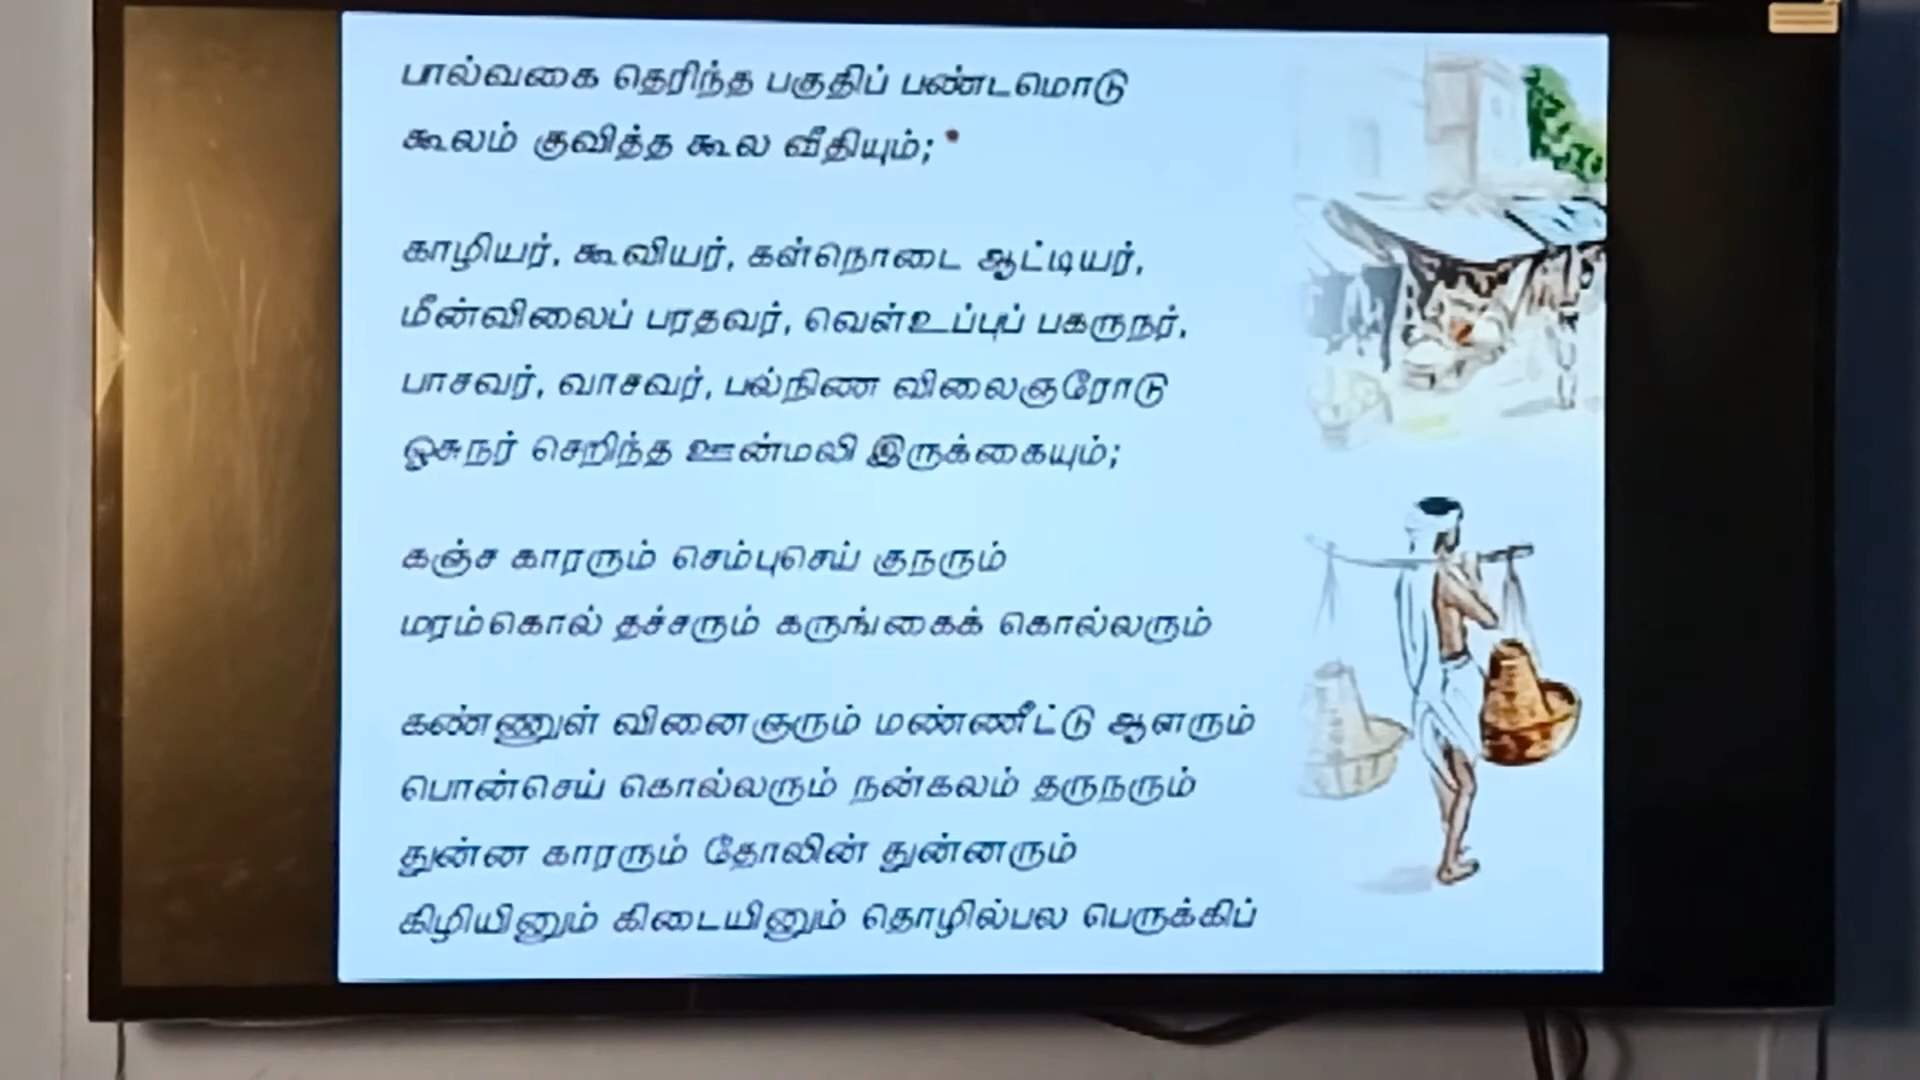 பால்வகை தெரிந்த பகுதிப் பண்டமொடு
கூலம் குவித்த கூல வீதியும்;
காழியர், கூவியர், கள்நொடை ஆட்டியர்,
மீன்விலைப் பரதவர், வெள்உப்புப் பகருநர்,
பாசவர், வாசவர், பல்நிண விலைஞரோடு
ஓசுநர் செறிந்த ஊன்மலி இருக்கையும்;
கஞ்ச காரரும் செம்புசெய் குநரும்
மரம்கொல் தச்சரும் கருங்கைக் கொல்லரும்
கண்ணுள் வினைஞரும் மண்ணீட்டு ஆளரும்
பொன்செய் கொல்லரும் நன்கலம் தருநரும்
துன்ன காரரும் தோலின் துன்னரும்
கிழியினும் கிடையினும் தொழில்பல பெருக்கிப்